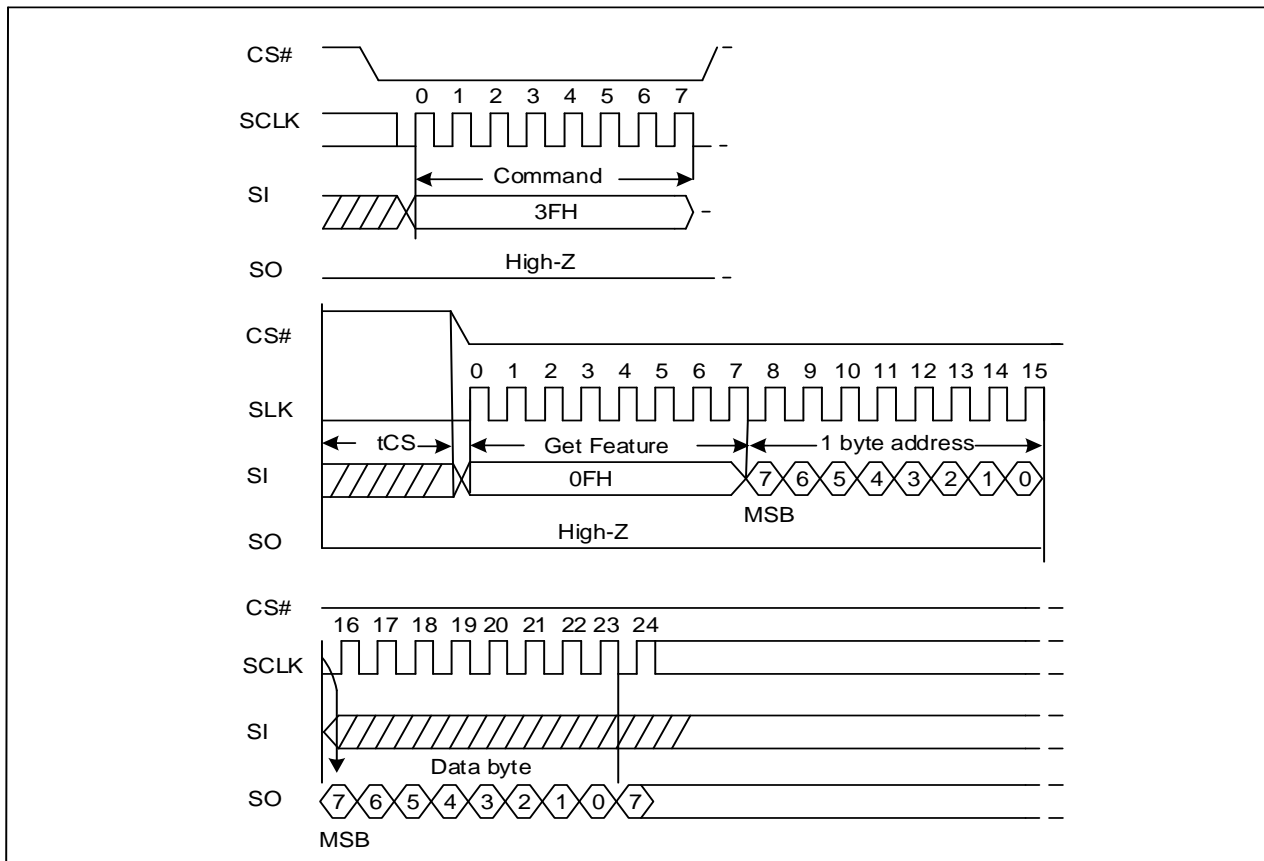 CS#
0 1 2 3 4 5 6 7
SCLK
Command
SI
3FH
High-Z
SO
CS#
0 1 2 3 4 5 6 7 8 9 10 11 12 13 14 15
SLK
tCS Get Feature 1 byte address
SI
0FH 7 6 5 4 3 2 1 0
MSB
High-Z
SO
CS#
16 17 18 19 20 21 22 23 24
SCLK
SI
Data byte
SO 7 6 5 4 3 2 1 0 7
MSB